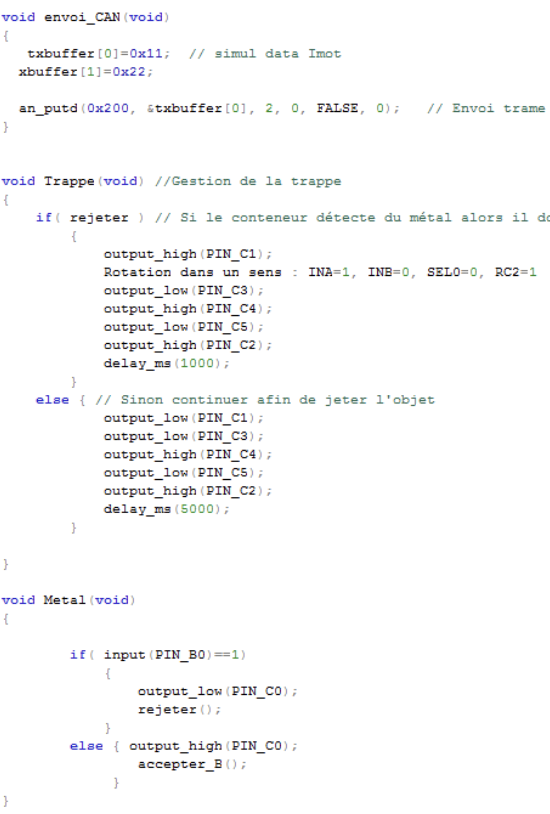 void envoi_CAN(void)
{
txbuffer[0]=0x11; // simul data Imot
xbuffer[1]=0x22;
an_putd(0x200, &txbuffer[0], 2, 0, FALSE, 0); // Envoi trame
}
void Trappe(void) //Gestion de la trappe
{
if( rejeter ) // Si le conteneur détecte du métal alors il do
{
output_high(PIN_C1);
Rotation dans un sens : INA=1, INB=0, SEL0=0, RC2=1
output_low(PIN_C3);
output_high(PIN_C4);
output_low(PIN_C5);
output_high(PIN_C2);
delay_ms(1000);
}
else { // Sinon continuer afin de jeter l'objet
output_low(PIN_C1);
output_low(PIN_C3);
output_high(PIN_C4);
output_low(PIN_C5);
output_high(PIN_C2);
delay_ms(5000);
}
}
void Metal(void)
{
if( input(PIN_B0)==1)
{
output_low(PIN_C0);
rejeter();
}
else { output_high(PIN_C0);
accepter_B();
}
}